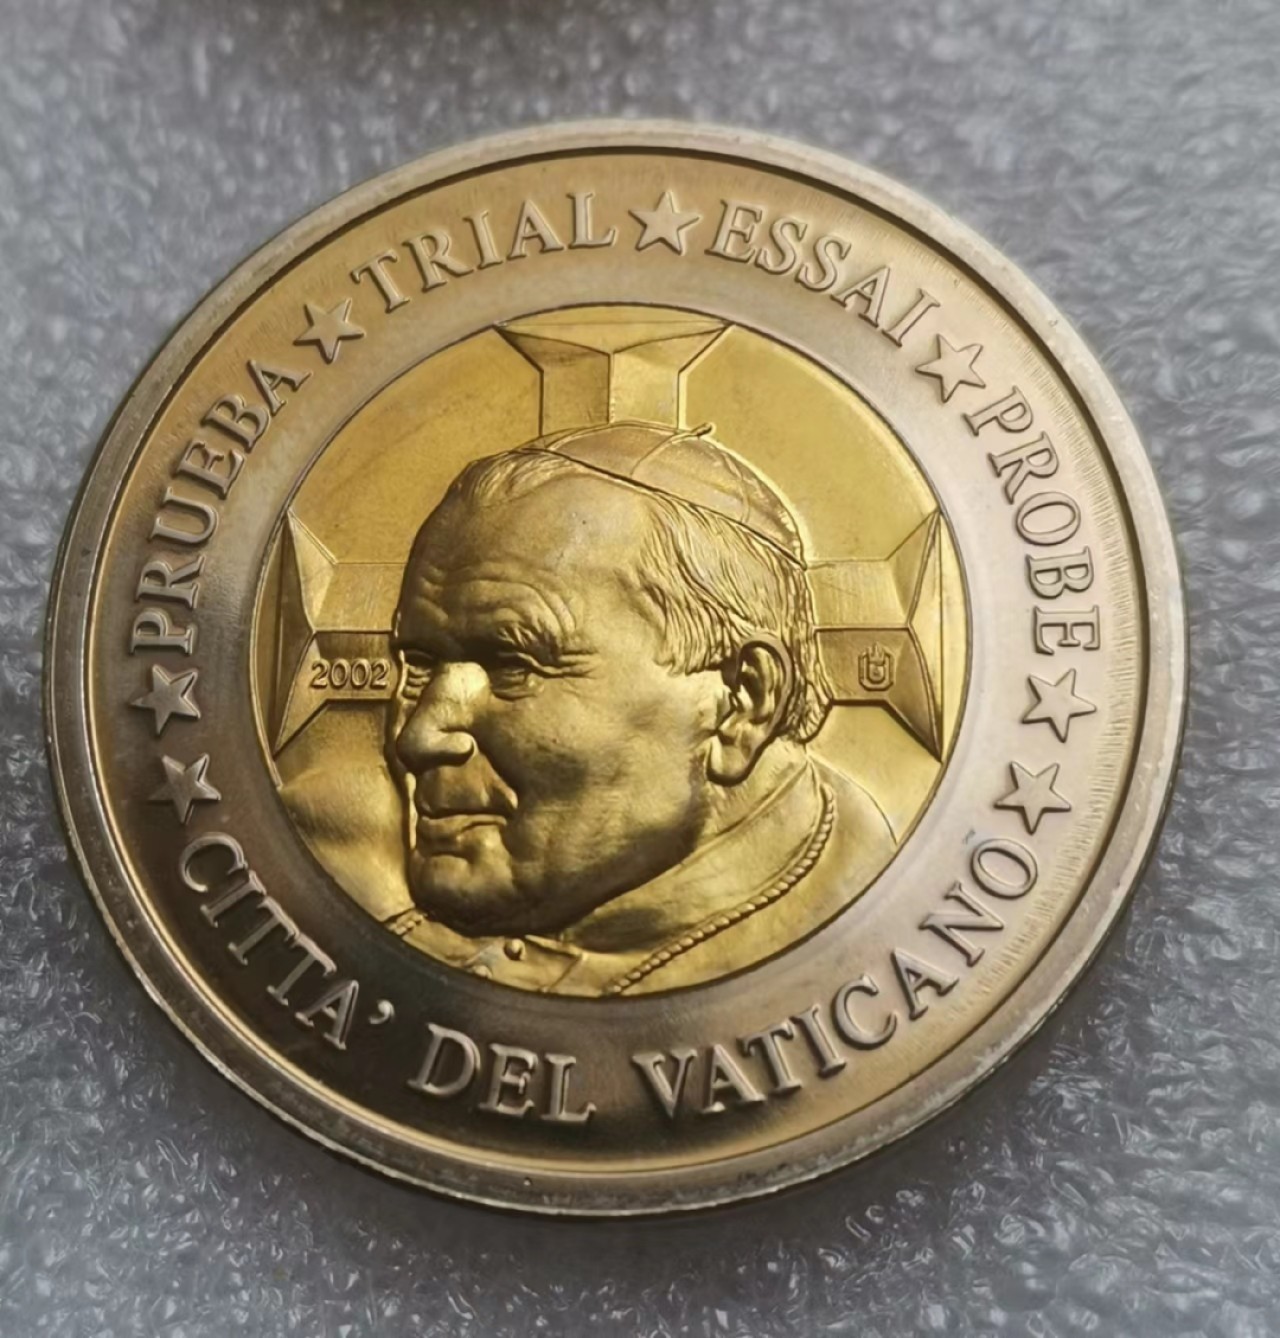 ★ PRUEBA ★ TRIAL ★ ESSAI ★ PROBE ★
2002
★ CITTA' DEL VATICANO ★